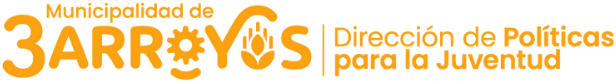 Municipalidad de
3ARROYOS
Dirección de Políticas
para la Juventud